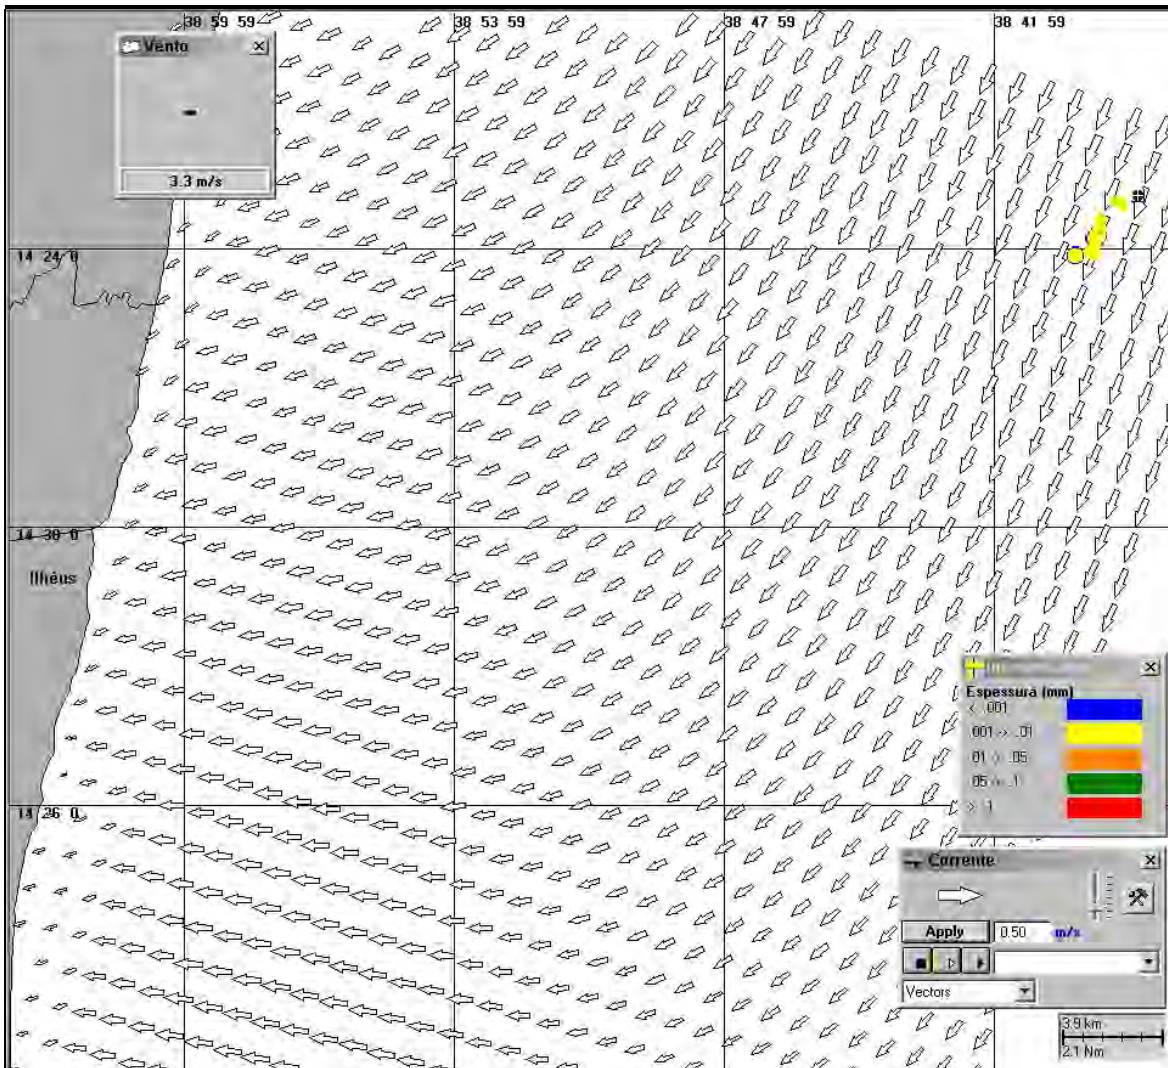 38 59 59
38 53 59
38 47 59
38 41 59
Vento
3.3 m/s
14 24 0
14 30 0
Ilhéus
14 26 0
Espessura (mm)
< .001
.001 -> .01
.01 -> .05
.05 -> .1
> .1
Corrente
Apply
0.50
m/s
Vectors
3.9 km
2.1 Nm